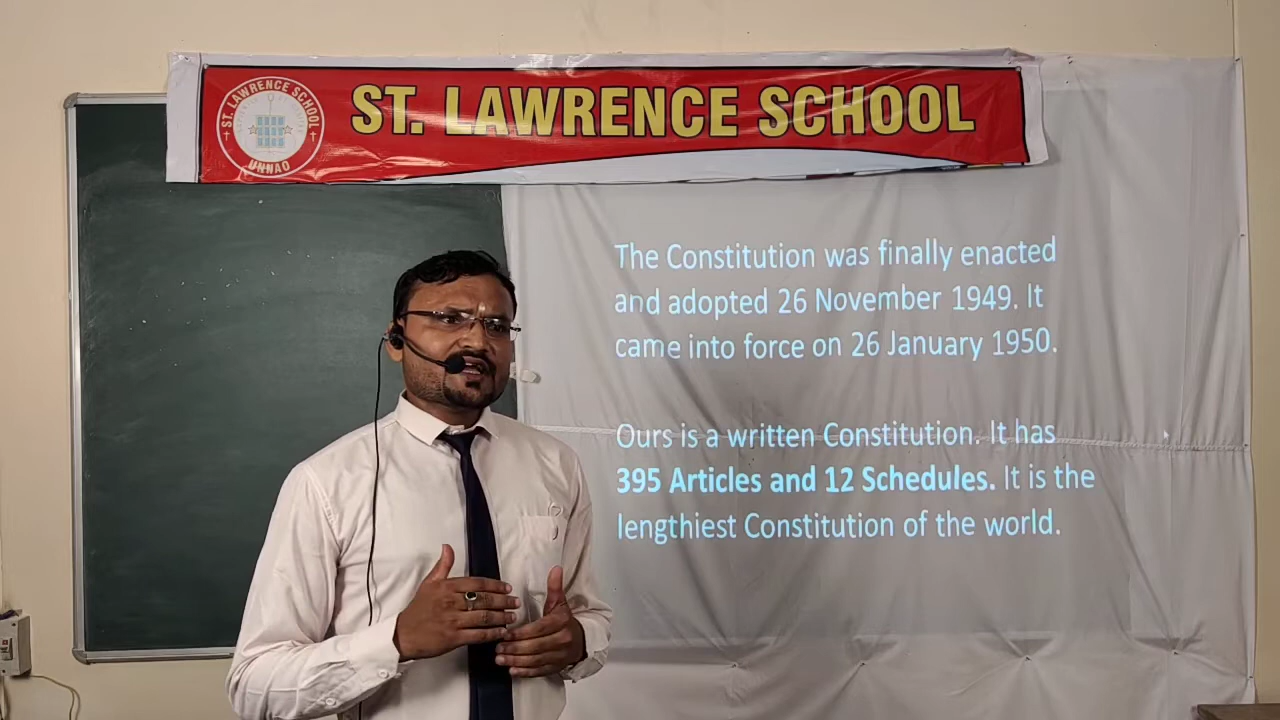 ST. LAWRENCE SCHOOL
ST. LAWRENCE SCHOOL
UNNAO
The Constitution was finally enacted
and adopted 26 November 1949. It
came into force on 26 January 1950.
Ours is a written Constitution. It has
395 Articles and 12 Schedules. It is the
lengthiest Constitution of the world.